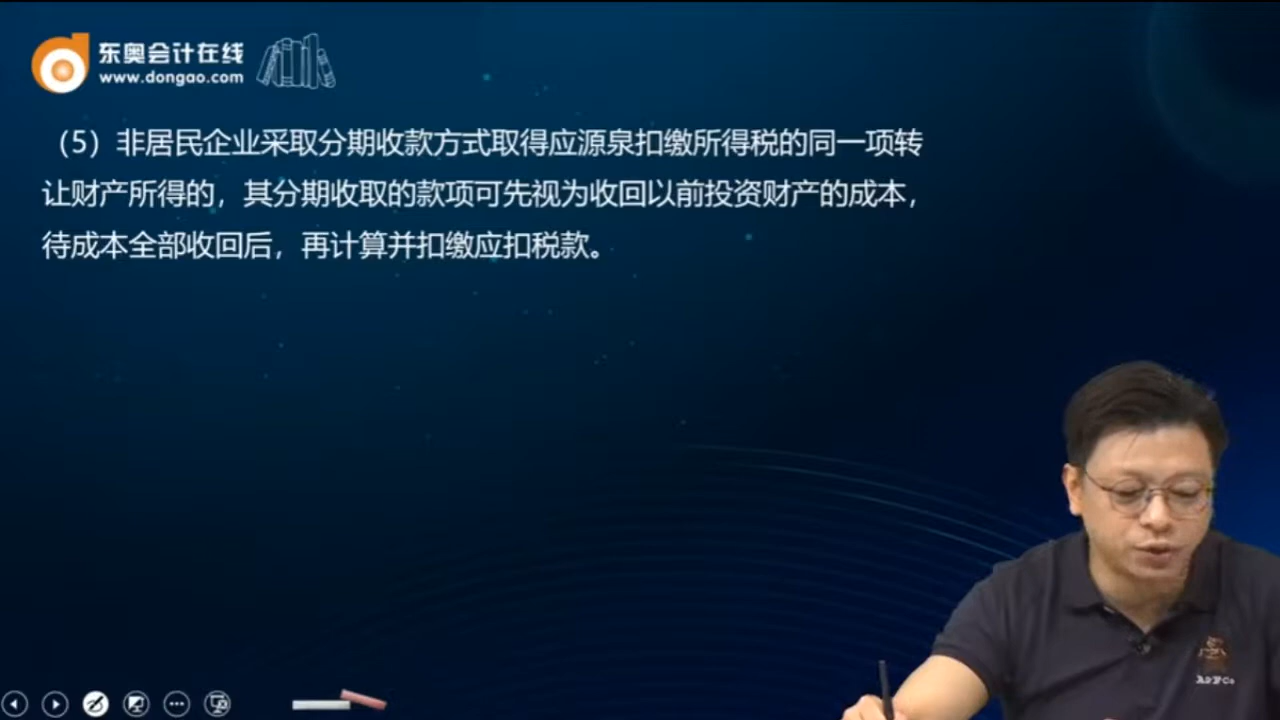 东奥会计在线
www.dongao.com
（5）非居民企业采取分期收款方式取得应源泉扣缴所得税的同一项转
让财产所得的，其分期收取的款项可先视为收回以前投资财产的成本，
待成本全部收回后，再计算并扣缴应扣税款。